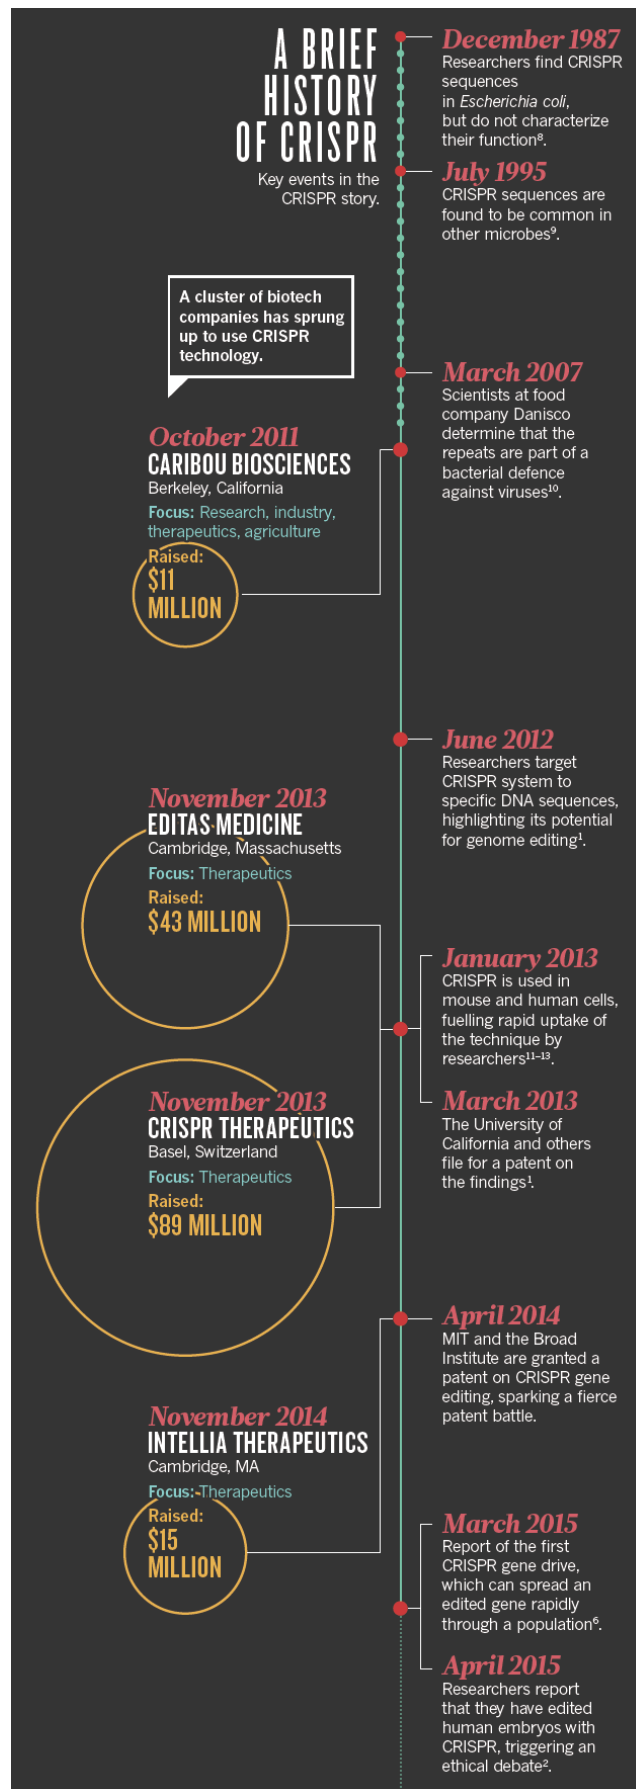 A BRIEF
HISTORY
OF CRISPR
Key events in the
CRISPR story.
December 1987
Researchers find CRISPR
sequences
in Escherichia coli,
but do not characterize
their function⁸.
July 1995
CRISPR sequences are
found to be common in
other microbes⁹.
A cluster of biotech
companies has sprung
up to use CRISPR
technology.
March 2007
Scientists at food
company Danisco
determine that the
repeats are part of a
bacterial defence
against viruses¹⁰.
October 2011
CARIBOU BIOSCIENCES
Berkeley, California
Focus: Research, industry,
therapeutics, agriculture
Raised:
$11
MILLION
June 2012
Researchers target
CRISPR system to
specific DNA sequences,
highlighting its potential
for genome editing¹.
November 2013
EDITAS MEDICINE
Cambridge, Massachusetts
Focus: Therapeutics
Raised:
$43 MILLION
January 2013
CRISPR is used in
mouse and human cells,
fuelling rapid uptake of
the technique by
researchers¹¹⁻¹³.
March 2013
The University of
California and others
file for a patent on
the findings¹.
November 2013
CRISPR THERAPEUTICS
Basel, Switzerland
Focus: Therapeutics
Raised:
$89 MILLION
April 2014
MIT and the Broad
Institute are granted a
patent on CRISPR gene
editing, sparking a fierce
patent battle.
November 2014
INTELLIA THERAPEUTICS
Cambridge, MA
Focus: Therapeutics
Raised:
$15
MILLION
March 2015
Report of the first
CRISPR gene drive,
which can spread an
edited gene rapidly
through a population⁶.
April 2015
Researchers report
that they have edited
human embryos with
CRISPR, triggering an
ethical debate².